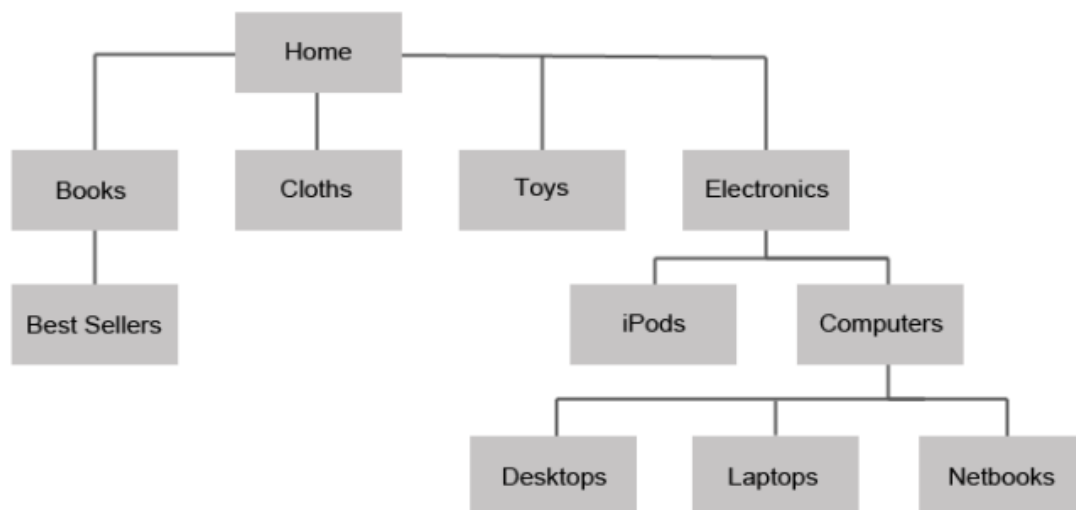 Home
Books
Cloths
Toys
Electronics
Best Sellers
iPods
Computers
Desktops
Laptops
Netbooks